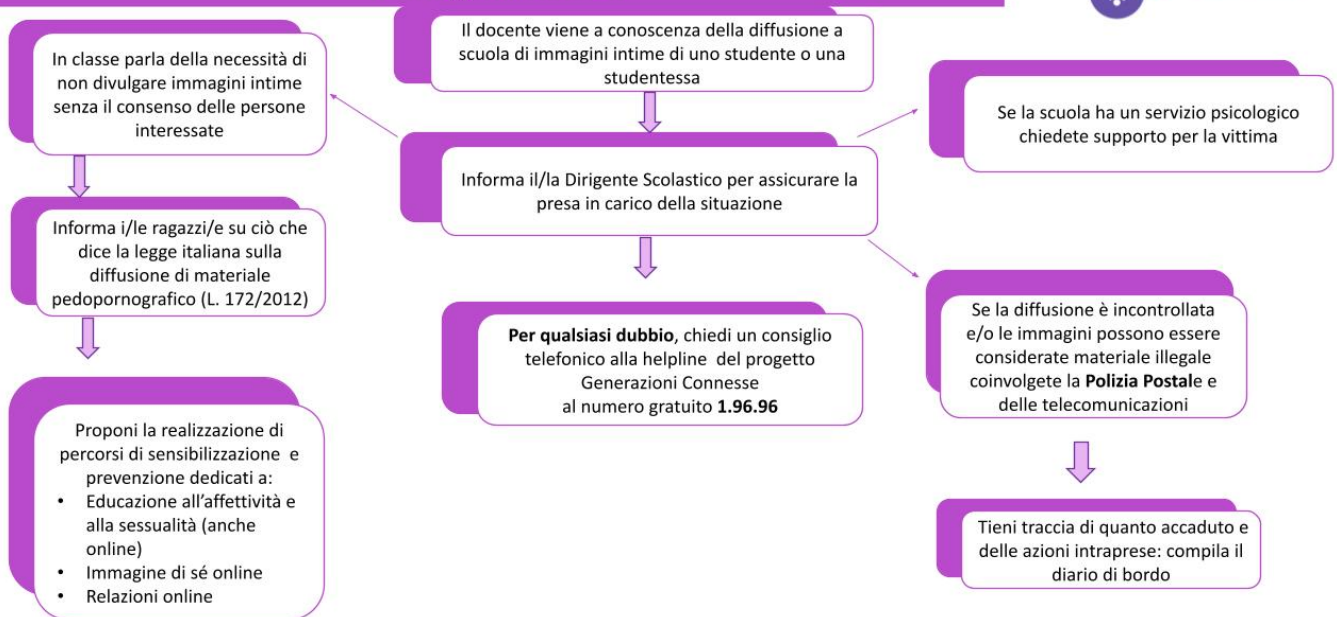 Il docente viene a conoscenza della diffusione a
scuola di immagini intime di uno studente o una
studentessa
In classe parla della necessità di
non divulgare immagini intime
senza il consenso delle persone
interessate
Se la scuola ha un servizio psicologico
chiedete supporto per la vittima
Informa il/la Dirigente Scolastico per assicurare la
presa in carico della situazione
Informa i/le ragazzi/e su ciò che
dice la legge italiana sulla
diffusione di materiale
pedopornografico (L. 172/2012)
Per qualsiasi dubbio, chiedi un consiglio
telefonico alla helpline del progetto
Generazioni Connesse
al numero gratuito 1.96.96
Se la diffusione è incontrollata
e/o le immagini possono essere
considerate materiale illegale
coinvolgete la Polizia Postale e
delle telecomunicazioni
Proponi la realizzazione di
percorsi di sensibilizzazione e
prevenzione dedicati a:
• Educazione all'affettività e
alla sessualità (anche
online)
• Immagine di sé online
• Relazioni online
Tieni traccia di quanto accaduto e
delle azioni intraprese: compila il
diario di bordo